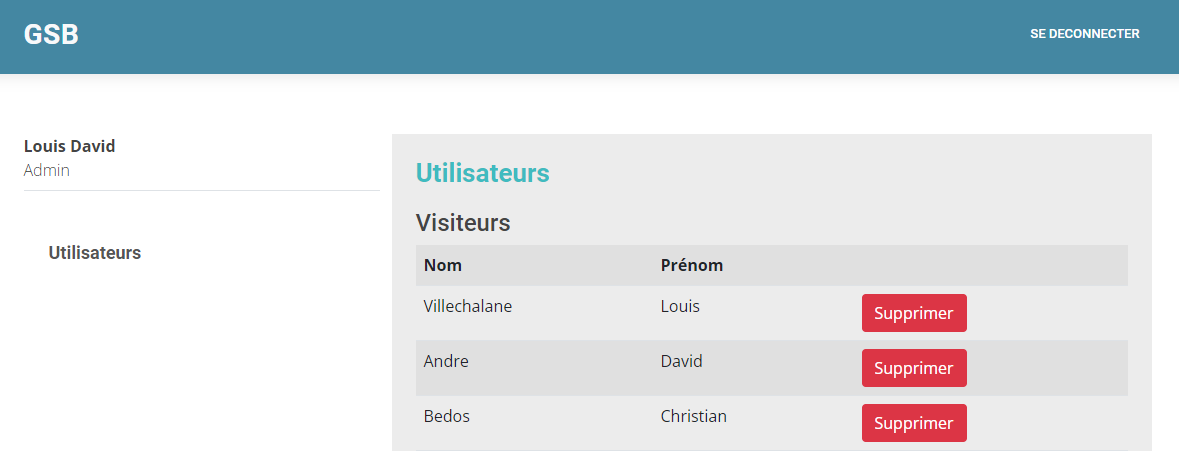 GSB
SE DECONNECTER
Louis David
Admin
Utilisateurs
Utilisateurs
Visiteurs
Nom Prénom
Villechalane Louis Supprimer
Andre David Supprimer
Bedos Christian Supprimer